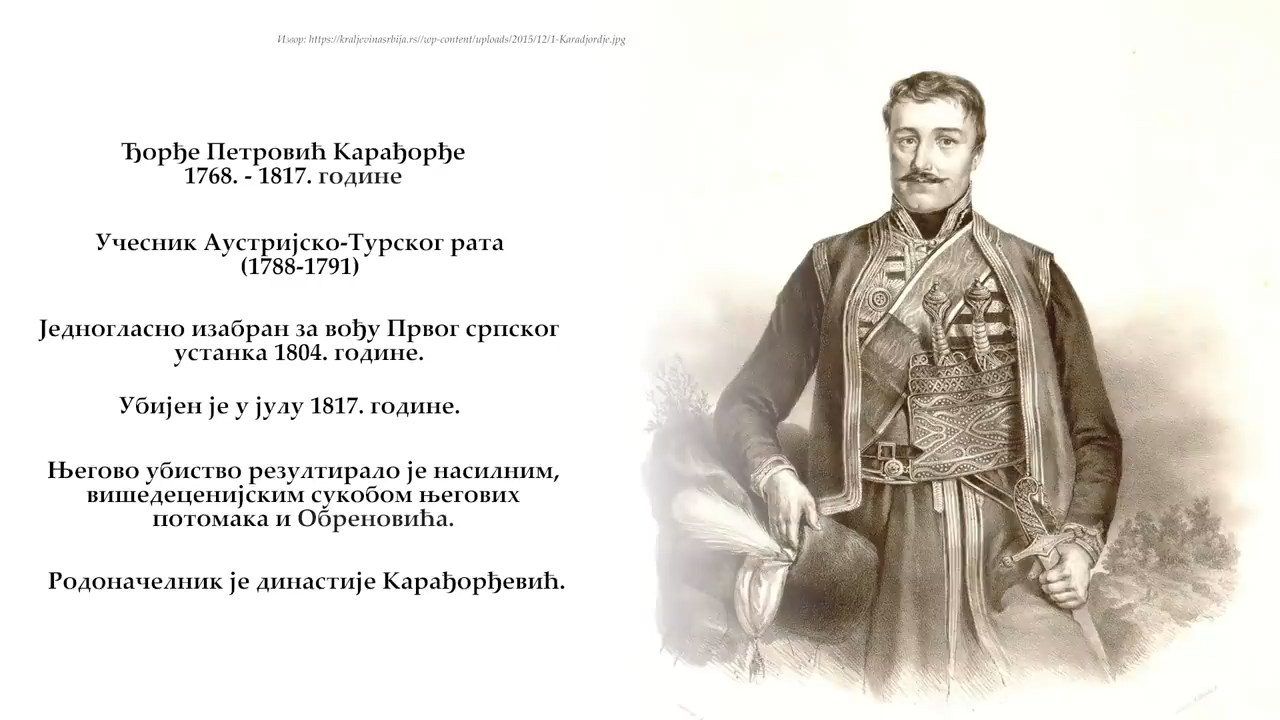 Извор: https://kraljevinasrbija.rs//wp-content/uploads/2015/12/1-Karadjordje.jpg
Ђорђе Петровић Карађорђе
1768. - 1817. године
Учесник Аустријско-Турског рата
(1788-1791)
Једногласно изабран за вођу Првог српског
устанка 1804. године.
Убијен је у јулу 1817. године.
Његово убиство резултирало је насилним,
вишедеценијским сукобом његових
потомака и Обреновића.
Родоначелник је династије Карађорђевић.